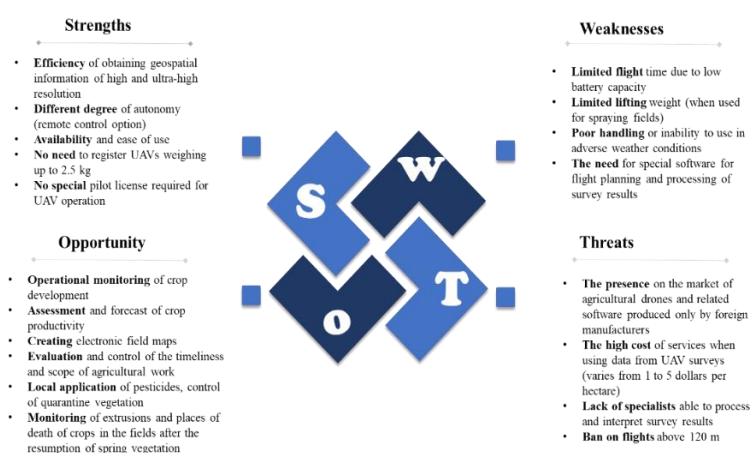 Strengths
• Efficiency of obtaining geospatial
information of high and ultra-high
resolution
• Different degree of autonomy
(remote control option)
• Availability and ease of use
• No need to register UAVs weighing
up to 2.5 kg
• No special pilot license required for
UAV operation
Weaknesses
• Limited flight time due to low
battery capacity
• Limited lifting weight (when used
for spraying fields)
• Poor handling or inability to use in
adverse weather conditions
• The need for special software for
flight planning and processing of
survey results
S
W
O
T
Opportunity
• Operational monitoring of crop
development
• Assessment and forecast of crop
productivity
• Creating electronic field maps
• Evaluation and control of the timeliness
and scope of agricultural work
• Local application of pesticides, control
of quarantine vegetation
• Monitoring of extrusions and places of
death of crops in the fields after the
resumption of spring vegetation
Threats
• The presence on the market of
agricultural drones and related
software produced only by foreign
manufacturers
• The high cost of services when
using data from UAV surveys
(varies from 1 to 5 dollars per
hectare)
• Lack of specialists able to process
and interpret survey results
• Ban on flights above 120 m